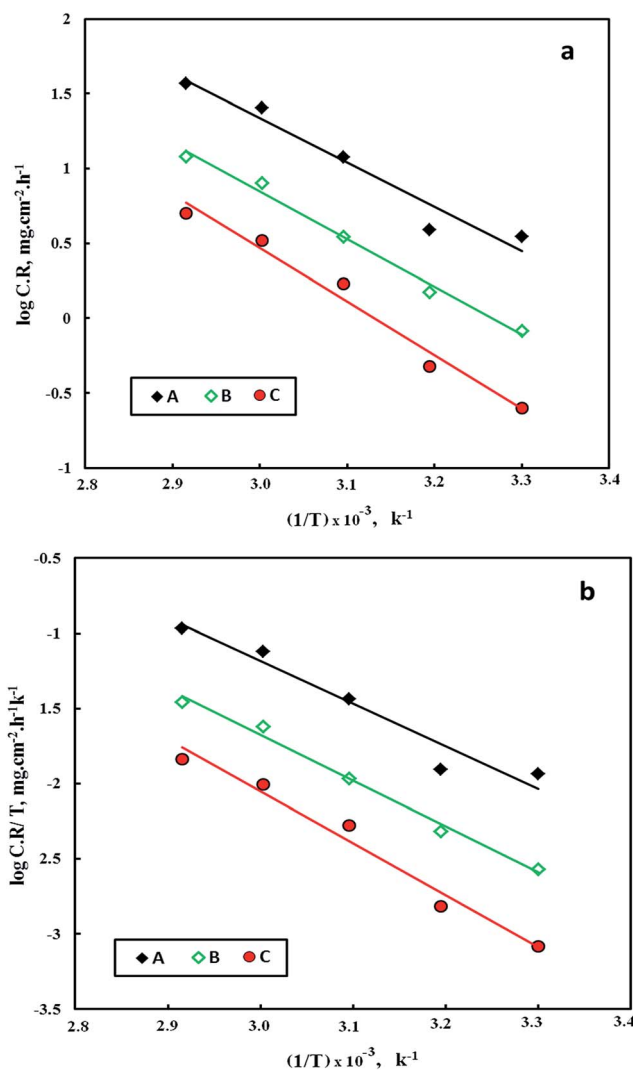 a
2
1.5
1
0.5
0
-0.5
-1
log C.R, mg.cm-2.h-1
A B C
2.8 2.9 3.0 3.1 3.2 3.3 3.4
(1/T) x 10-3, k-1
b
-0.5
-1
1.5
-2
2.5
-3
-3.5
log C.R/ T, mg.cm-2.h-1k-1
A B C
2.8 2.9 3.0 3.1 3.2 3.3 3.4
(1/T) x 10-3, k-1